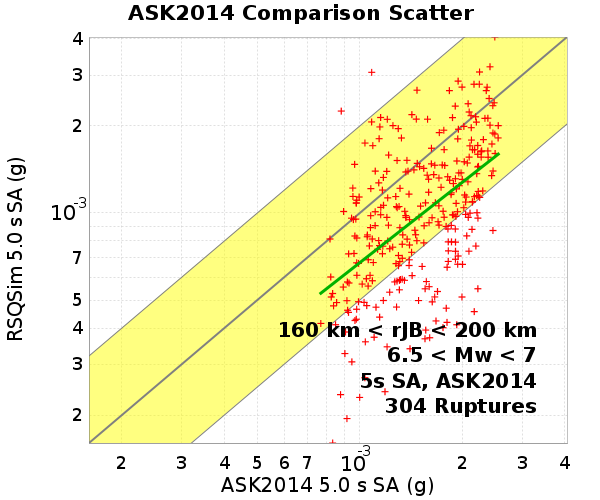 ASK2014 Comparison Scatter
RSQSim 5.0 s SA (g)
4
3
2
10-3
7
5
4
3
2
160 km < rJB < 200 km
6.5 < Mw < 7
5s SA, ASK2014
304 Ruptures
2 3 4 5 6 7 10-3 2 3 4
ASK2014 5.0 s SA (g)